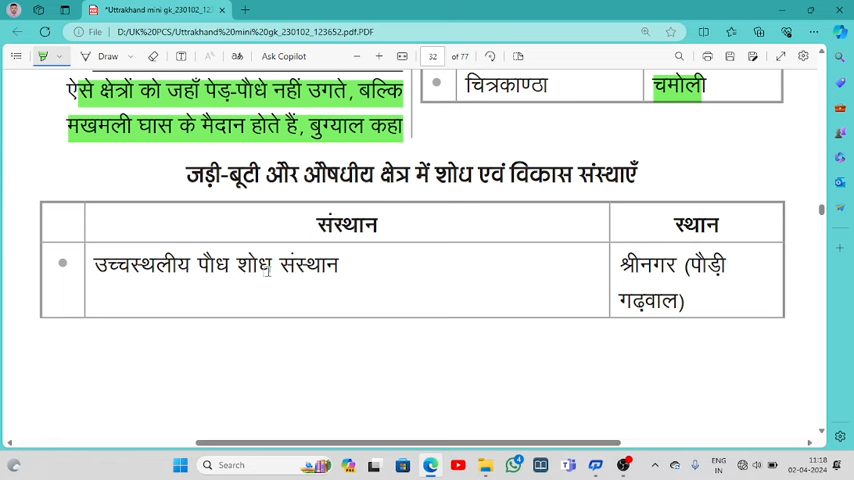 *Uttrakhand mini gk_230102_123
File
D:/UK%20PCS/Uttrakhand%20mini%20gk_230102_123652.pdf.PDF
Draw
Ask Copilot
32 of 77
ऐसे क्षेत्रों को जहाँ पेड़-पौधे नहीं उगते, बल्कि
मखमली घास के मैदान होते हैं, बुग्याल कहा
चित्रकाण्ठा चमोली
जड़ी-बूटी और औषधीय क्षेत्र में शोध एवं विकास संस्थाएँ
संस्थान स्थान
उच्चस्थलीय पौध शोध संस्थान श्रीनगर (पौड़ी
गढ़वाल)
Search
4
ENG
IN
11:18
02-04-2024